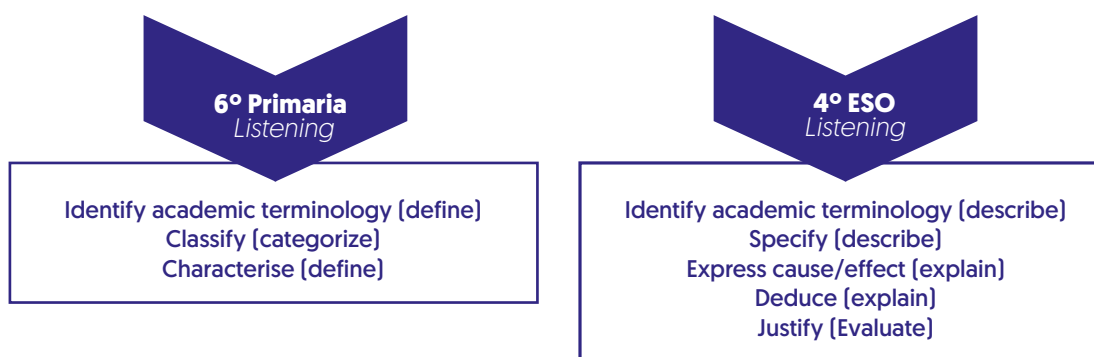 6º Primaria
Listening
Identify academic terminology (define)
Classify (categorize)
Characterise (define)
4º ESO
Listening
Identify academic terminology (describe)
Specify (describe)
Express cause/effect (explain)
Deduce (explain)
Justify (Evaluate)